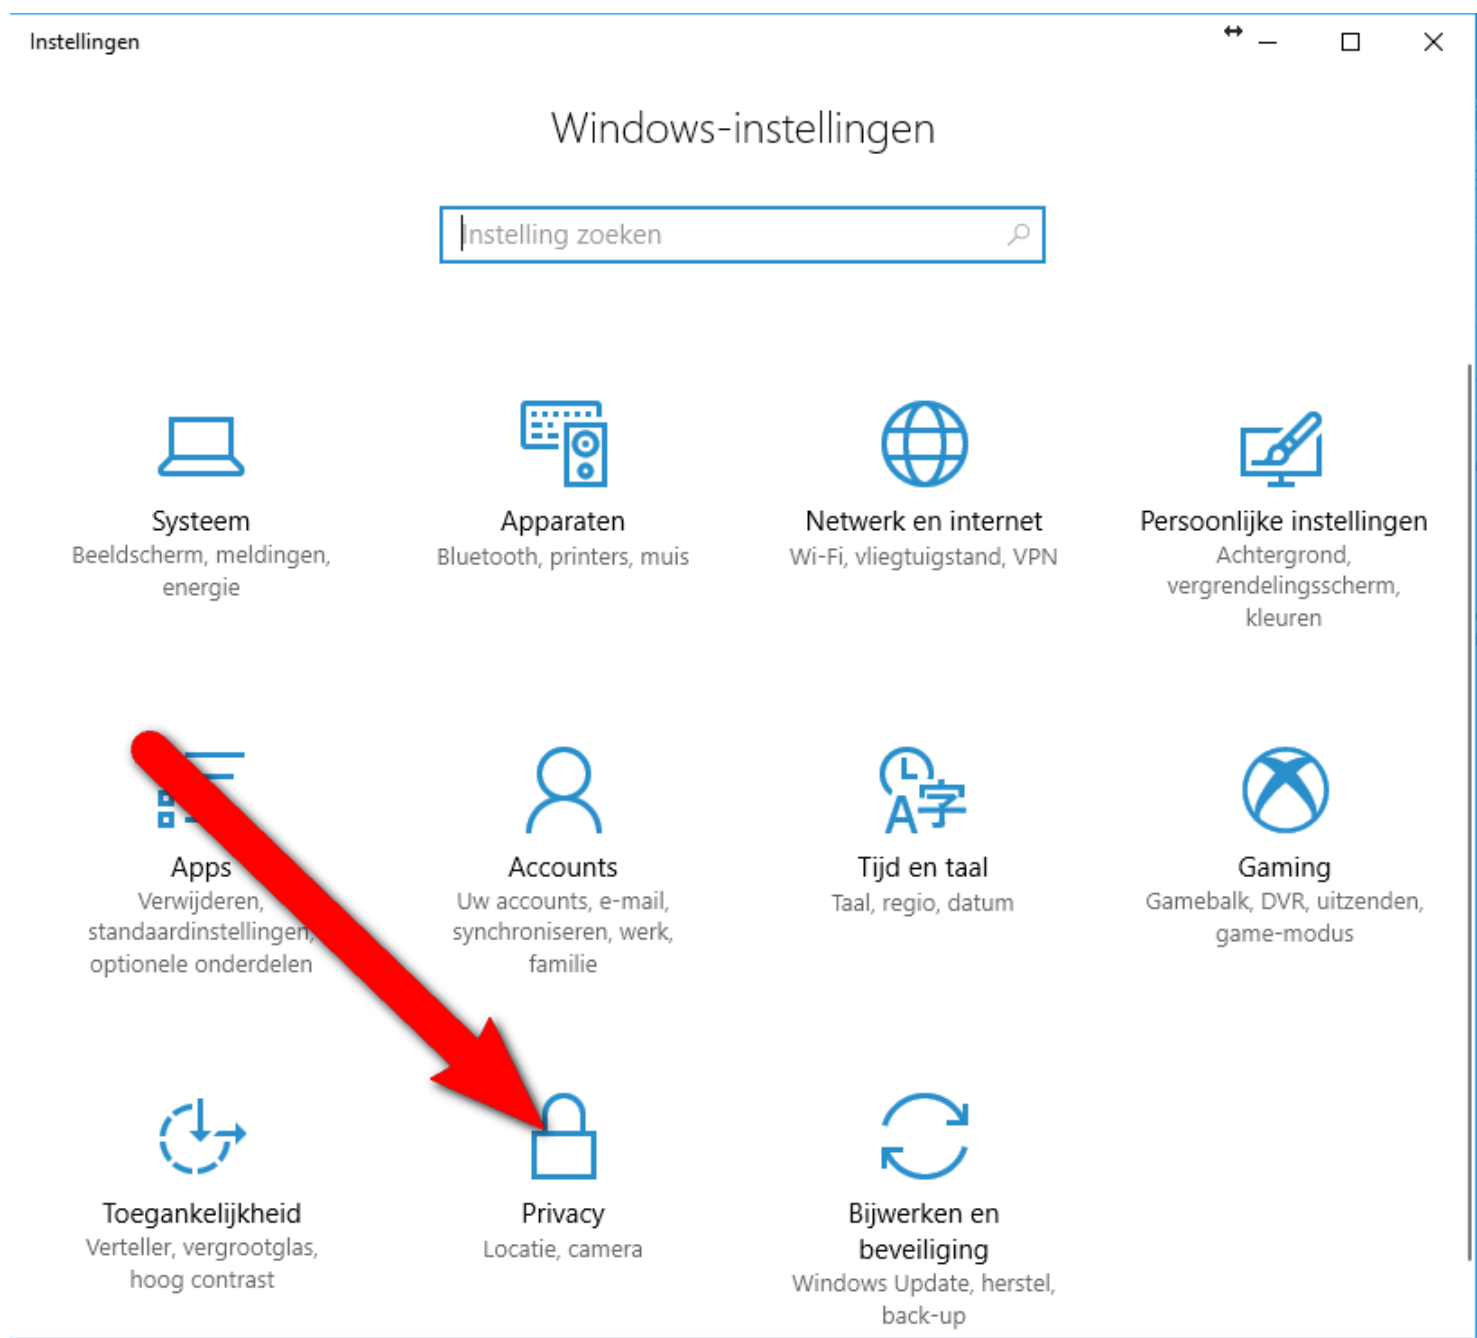 Instellingen
Windows-instellingen
Instelling zoeken
Systeem
Beeldscherm, meldingen,
energie
Apparaten
Bluetooth, printers, muis
Netwerk en internet
Wi-Fi, vliegtuigstand, VPN
Persoonlijke instellingen
Achtergrond,
vergrendelingsscherm,
kleuren
Apps
Verwijderen,
standaardinstellingen,
optionele onderdelen
Accounts
Uw accounts, e-mail,
synchroniseren, werk,
familie
Tijd en taal
Taal, regio, datum
Gaming
Gamebalk, DVR, uitzenden,
game-modus
Toegankelijkheid
Verteller, vergrootglas,
hoog contrast
Privacy
Locatie, camera
Bijwerken en
beveiliging
Windows Update, herstel,
back-up